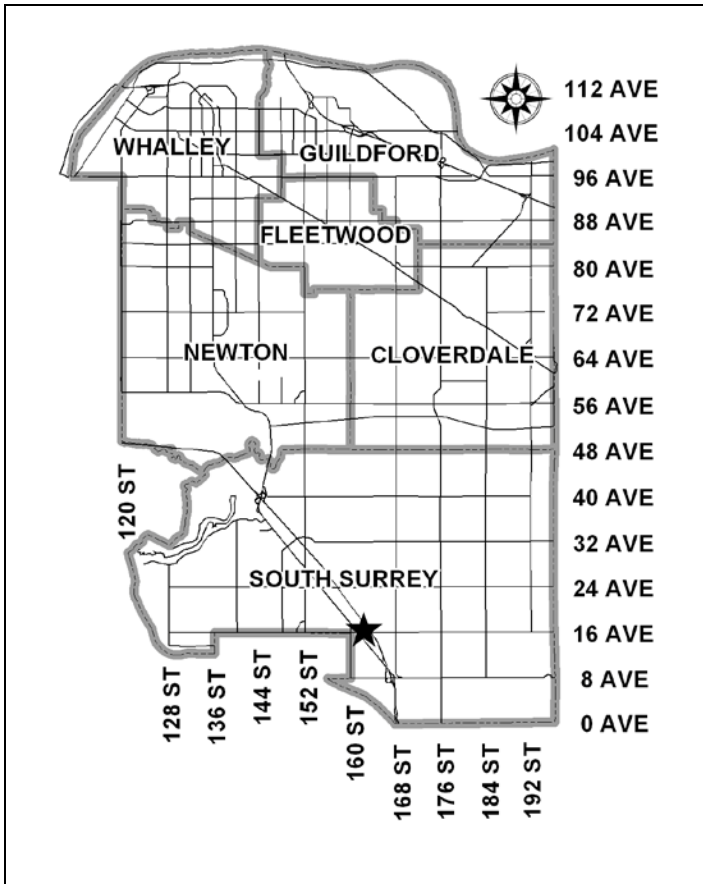 112 AVE
104 AVE
WHALLEY
GUILDFORD
96 AVE
88 AVE
FLEETWOOD
80 AVE
72 AVE
NEWTON
CLOVERDALE
64 AVE
56 AVE
48 AVE
120 ST
40 AVE
32 AVE
SOUTH SURREY
24 AVE
16 AVE
8 AVE
0 AVE
128 ST
136 ST
144 ST
152 ST
160 ST
168 ST
176 ST
184 ST
192 ST